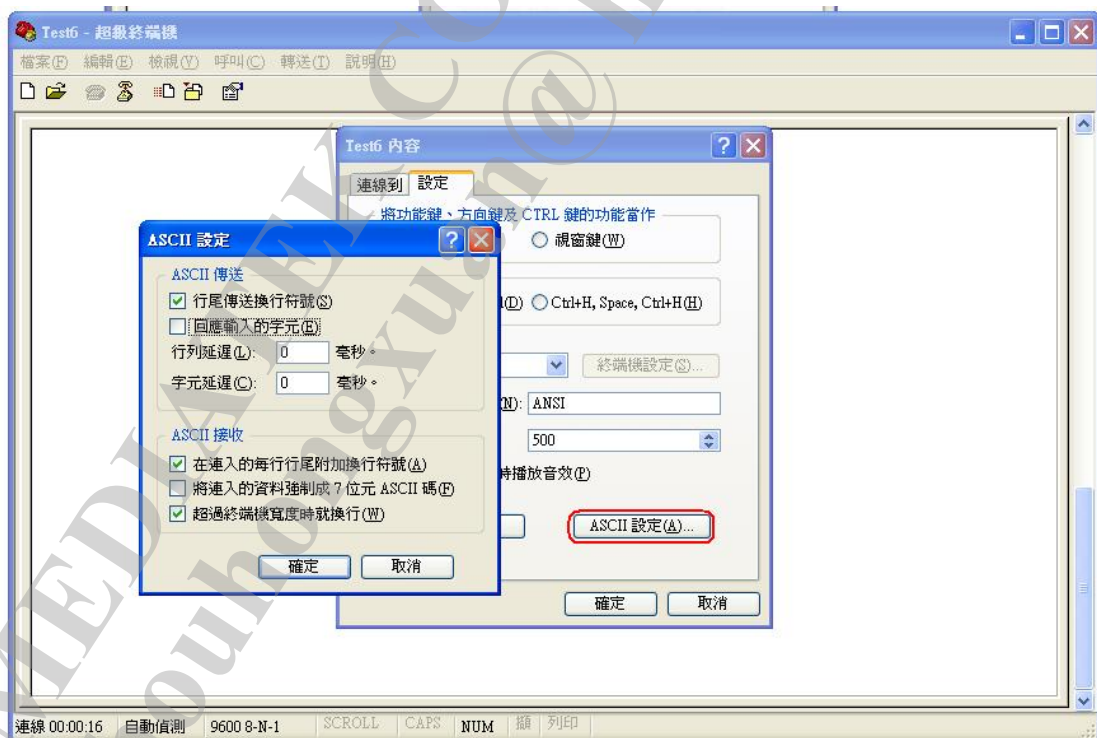 Test6 - 超級終端機
檔案(F) 編輯(E) 檢視(V) 呼叫(C) 轉送(T) 說明(H)
Test6 內容
連線到 設定
將功能鍵、方向鍵及 CTRL 鍵的功能當作
視窗鍵(W)
(D) Ctrl+H, Space, Ctrl+H(H)
終端機設定(S)...
(N): ANSI
500
時播放音效(P)
ASCII 設定(A)...
確定 取消
ASCII 設定
ASCII 傳送
行尾傳送換行符號(S)
回應輸入的字元(E)
行列延遲(L): 0 毫秒。
字元延遲(C): 0 毫秒。
ASCII 接收
在連入的每行行尾附加換行符號(A)
將連入的資料強制成 7 位元 ASCII 碼(F)
超過終端機寬度時就換行(W)
確定 取消
連線 00:00:16 自動偵測 9600 8-N-1 SCROLL CAPS NUM 擷 列印
MEDIATEK CO
ouhongxuan@